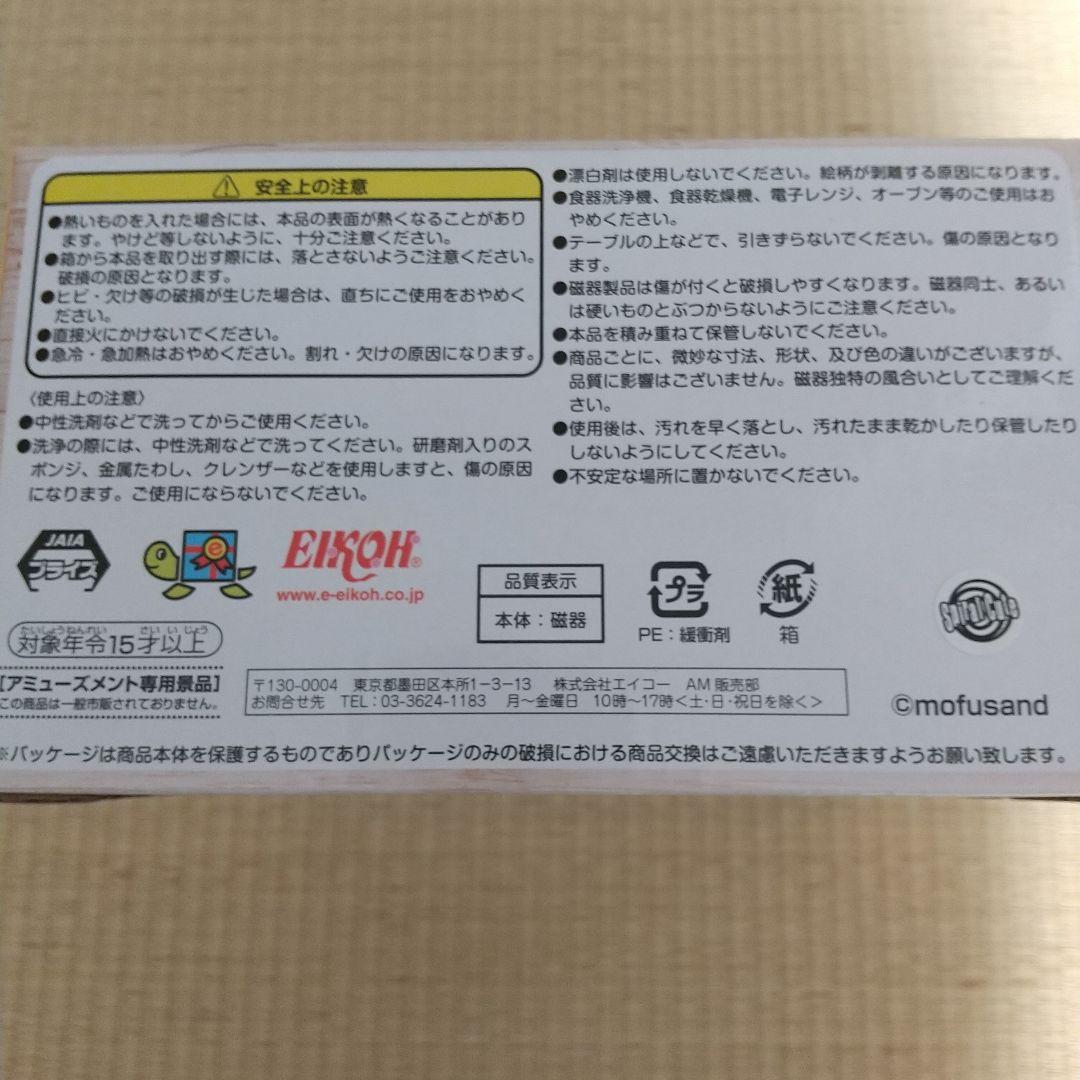 安全上の注意
●熱いものを入れた場合には、本品の表面が熱くなることがあり
ます。やけど等しないように、十分ご注意ください。
●箱から本品を取り出す際には、落とさないようご注意ください。
破損の原因となります。
●ヒビ・欠け等の破損が生じた場合は、直ちにご使用をおやめく
ださい。
●直接火にかけないでください。
●急冷・急加熱はおやめください。割れ・欠けの原因になります。
〈使用上の注意〉
●中性洗剤などで洗ってからご使用ください。
●洗浄の際には、中性洗剤などで洗ってください。研磨剤入りのス
ポンジ、金属たわし、クレンザーなどを使用しますと、傷の原因
になります。ご使用にならないでください。
●漂白剤は使用しないでください。絵柄が剥離する原因になります。
●食器洗浄機、食器乾燥機、電子レンジ、オーブン等のご使用はお
やめください。
●テーブルの上などで、引きずらないでください。傷の原因となり
ます。
●磁器製品は傷が付くと破損しやすくなります。磁器同士、あるい
は硬いものとぶつからないようにご注意ください。
●本品を積み重ねて保管しないでください。
●商品ごとに、微妙な寸法、形状、及び色の違いがございますが、
品質に影響はございません。磁器独特の風合いとしてご理解くだ
さい。
●使用後は、汚れを早く落とし、汚れたまま乾かしたり保管したり
しないようにしてください。
●不安定な場所に置かないでください。
JAIA
プライズ
e
EIKOH®
www.e-eikoh.co.jp
品質表示
本体：磁器
プラ
PE：緩衝剤
紙
箱
たいしょうねんれい さい いじょう
対象年令15才以上
[アミューズメント専用景品]
この商品は一般市販されておりません。
〒130-0004 東京都墨田区本所1-3-13 株式会社エイコー AM販売部
お問合せ先 TEL：03-3624-1183 月～金曜日 10時～17時＜土・日・祝日を除く＞
©mofusand
※パッケージは商品本体を保護するものでありパッケージのみの破損における商品交換はご遠慮いただきますようお願い致します。